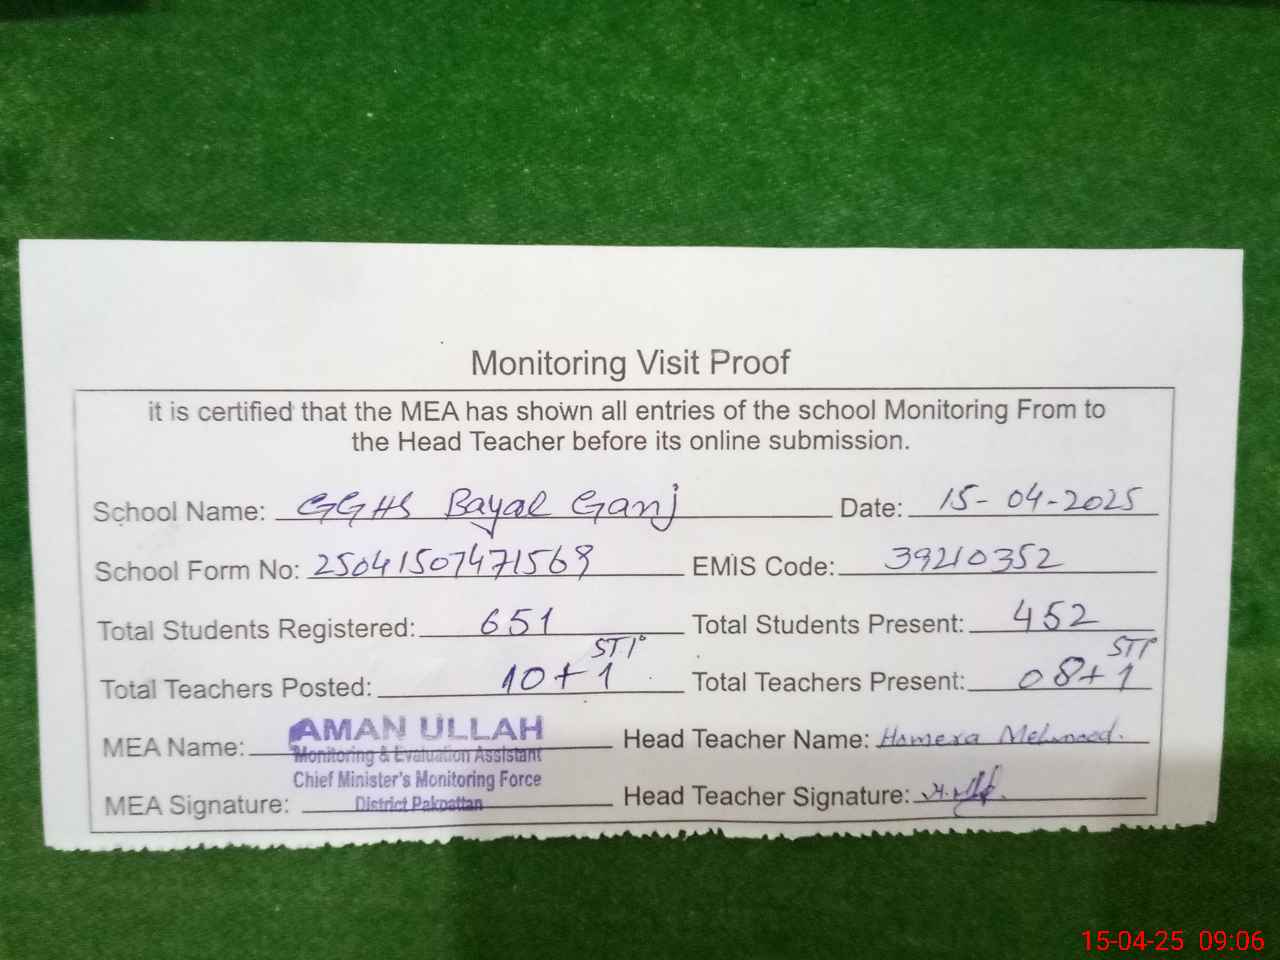 Monitoring Visit Proof
it is certified that the MEA has shown all entries of the school Monitoring From to
the Head Teacher before its online submission.
School Name: GGHS Bayal Ganj Date: 15-04-2025
School Form No: 25041507471569 EMIS Code: 39210352
Total Students Registered: 651 Total Students Present: 452
STI STI
Total Teachers Posted: 10+1 Total Teachers Present: 08+1
MEA Name: AMAN ULLAH Head Teacher Name: Homera Mehmood.
Monitoring & Evaluation Assistant
Chief Minister's Monitoring Force
MEA Signature: District Pakpattan Head Teacher Signature:
15-04-25 09:06